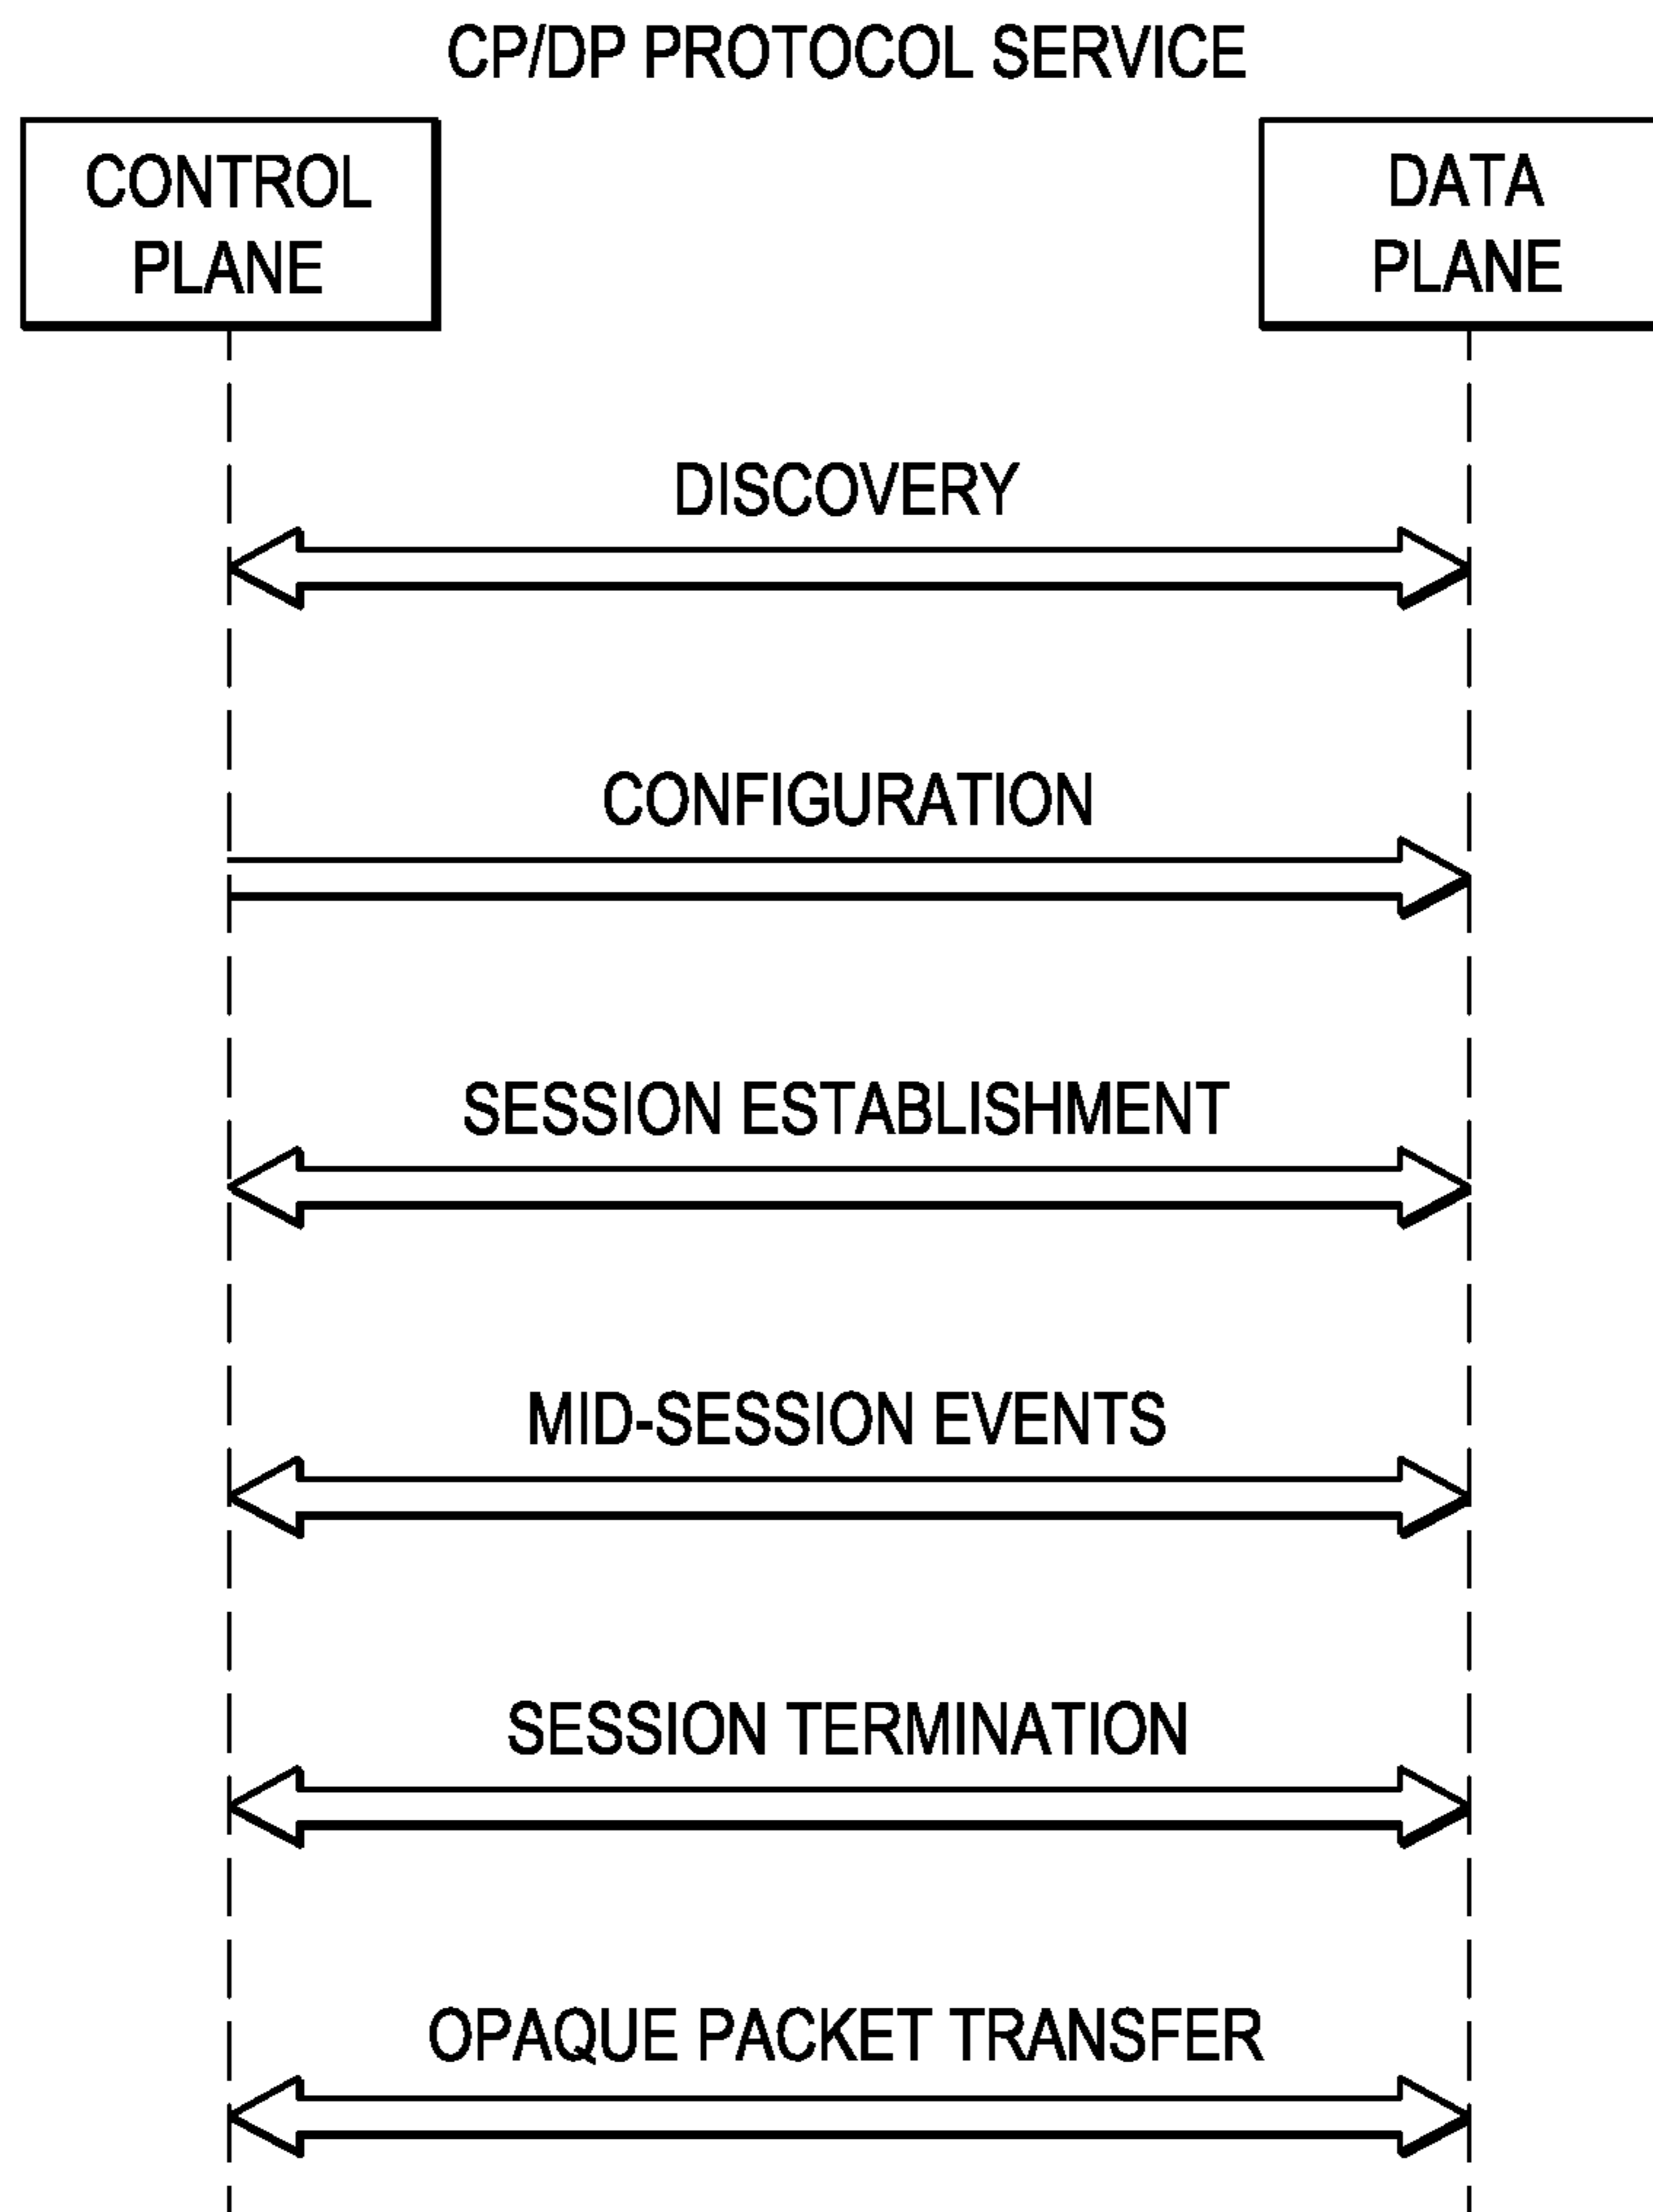 CP/DP PROTOCOL SERVICE
CONTROL
PLANE
DATA
PLANE
DISCOVERY
CONFIGURATION
SESSION ESTABLISHMENT
MID-SESSION EVENTS
SESSION TERMINATION
OPAQUE PACKET TRANSFER